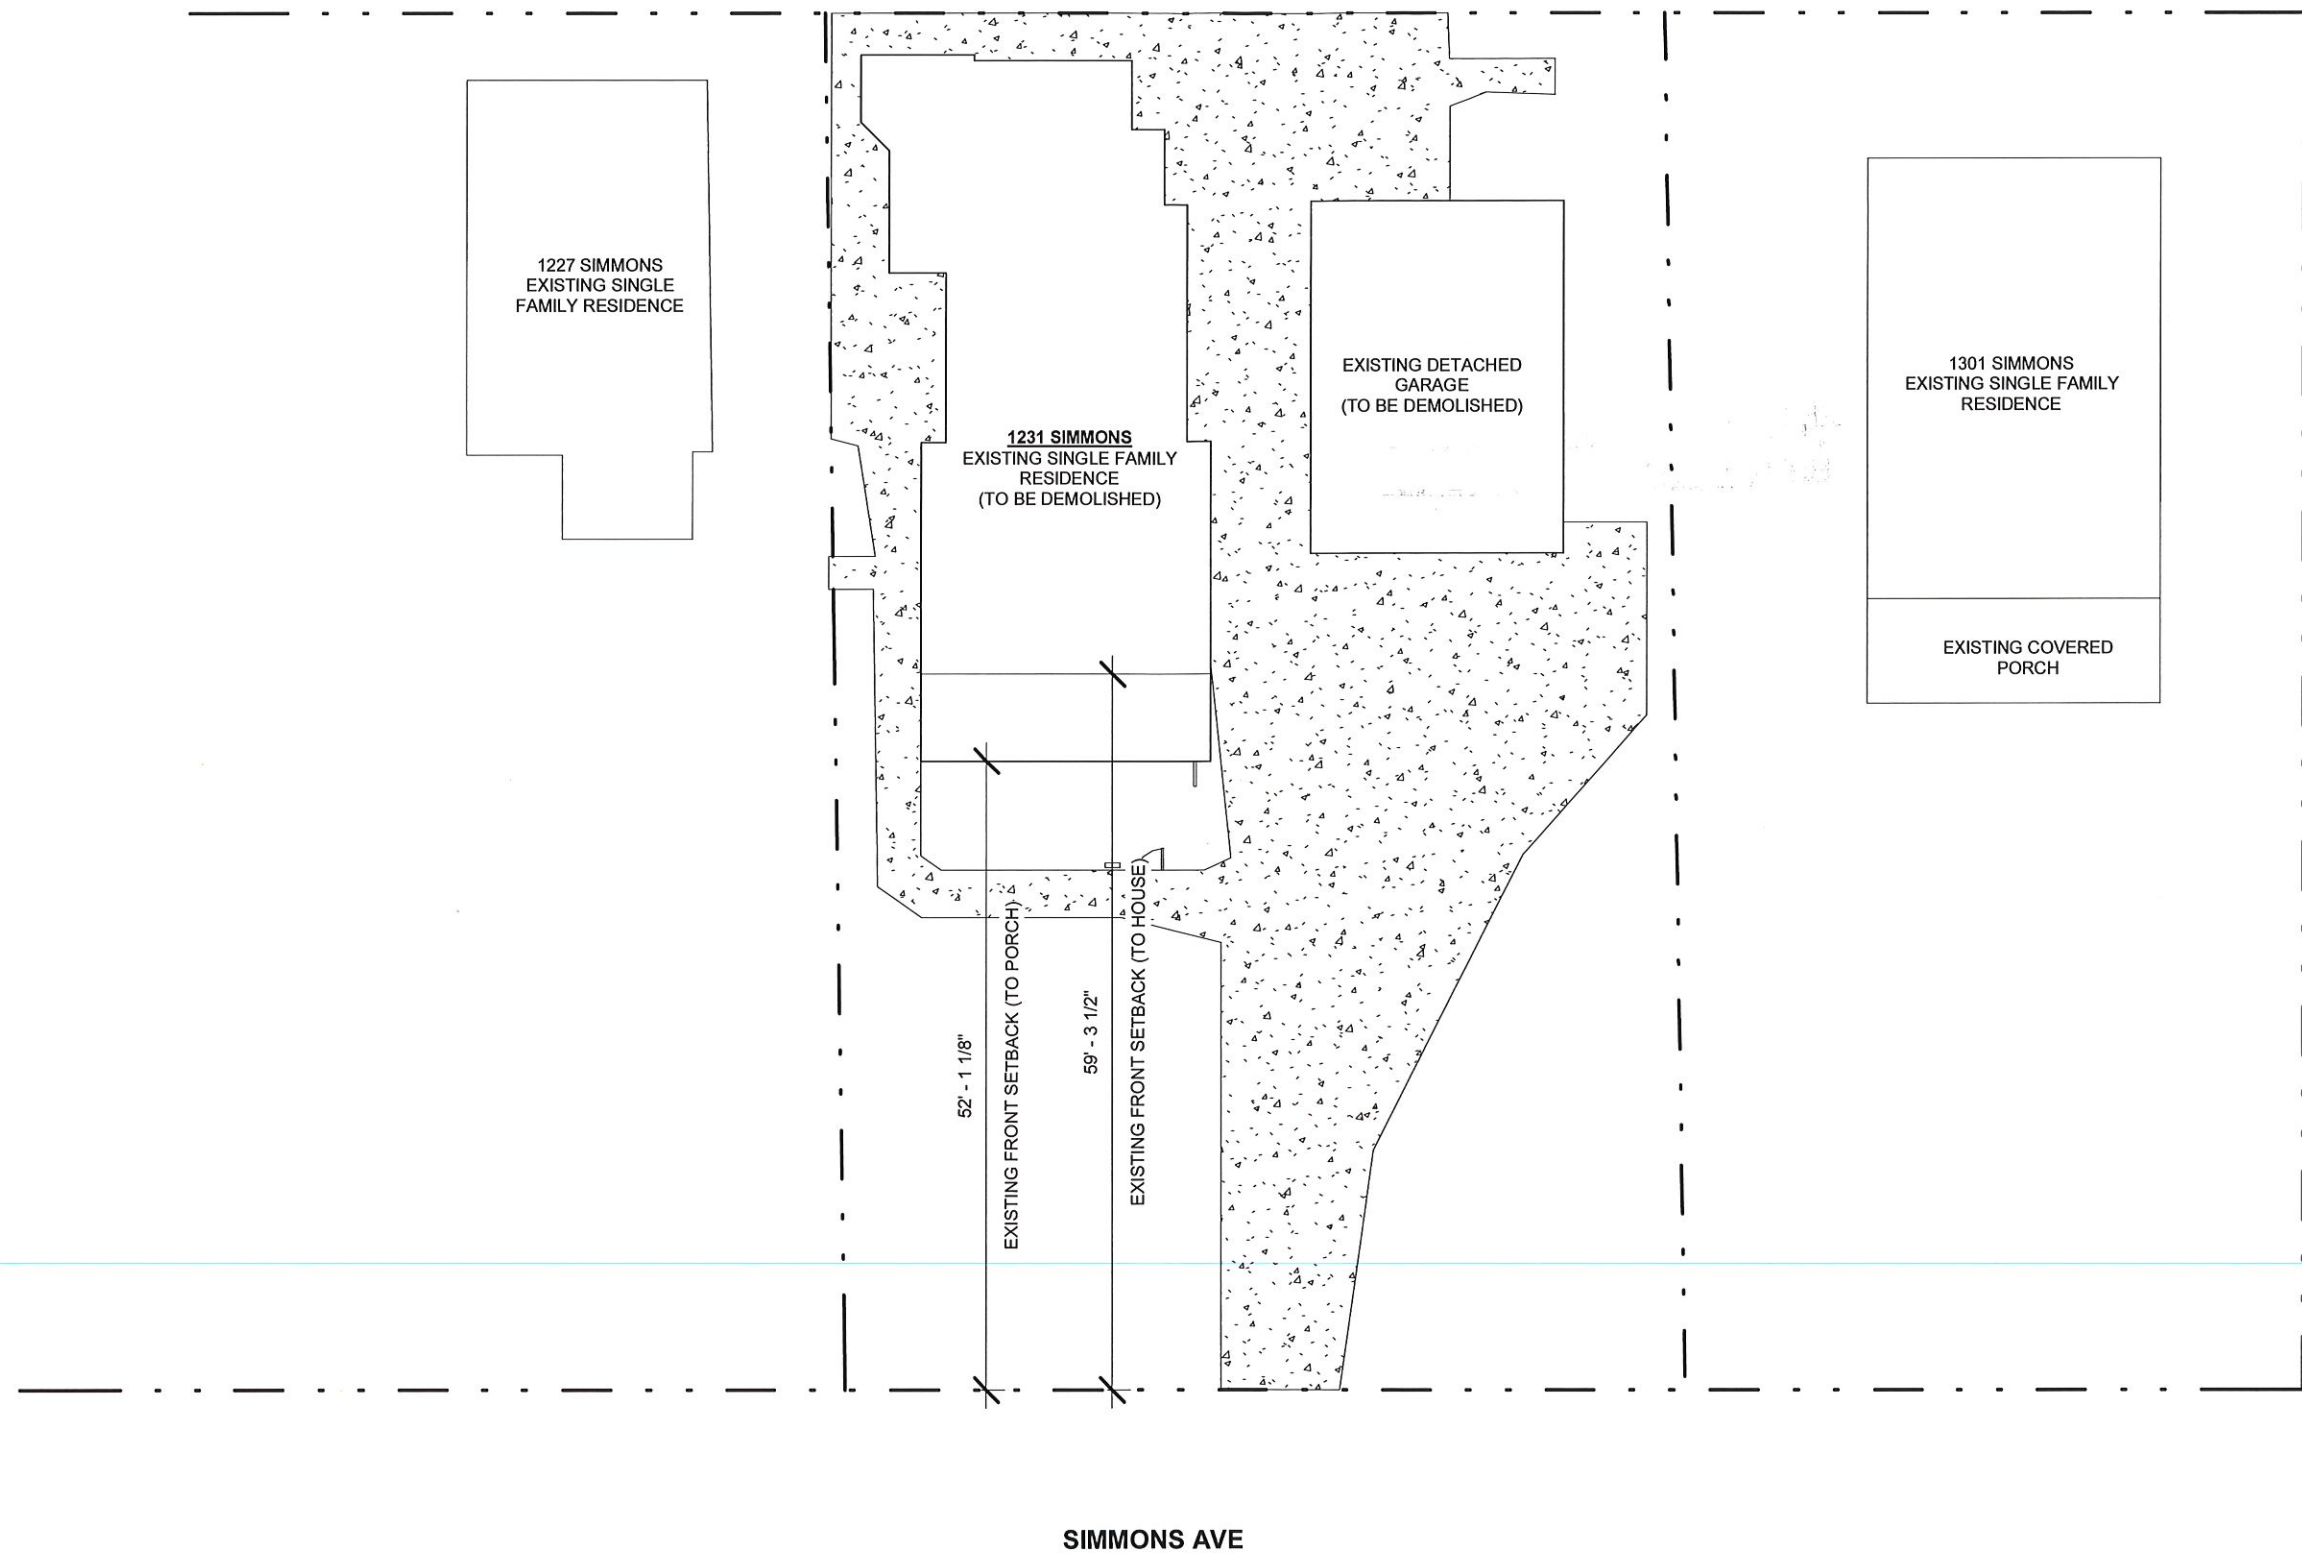 1227 SIMMONS
EXISTING SINGLE
FAMILY RESIDENCE
1231 SIMMONS
EXISTING SINGLE FAMILY
RESIDENCE
(TO BE DEMOLISHED)
EXISTING DETACHED
GARAGE
(TO BE DEMOLISHED)
1301 SIMMONS
EXISTING SINGLE FAMILY
RESIDENCE
EXISTING COVERED
PORCH
52' - 1 1/8"
EXISTING FRONT SETBACK (TO PORCH)
59' - 3 1/2"
EXISTING FRONT SETBACK (TO HOUSE)
SIMMONS AVE